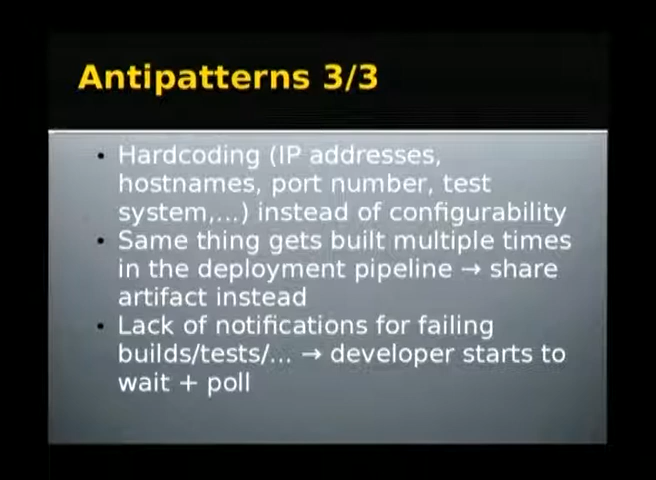 Antipatterns 3/3
• Hardcoding (IP addresses,
hostnames, port number, test
system,...) instead of configurability
• Same thing gets built multiple times
in the deployment pipeline → share
artifact instead
• Lack of notifications for failing
builds/tests/... → developer starts to
wait + poll